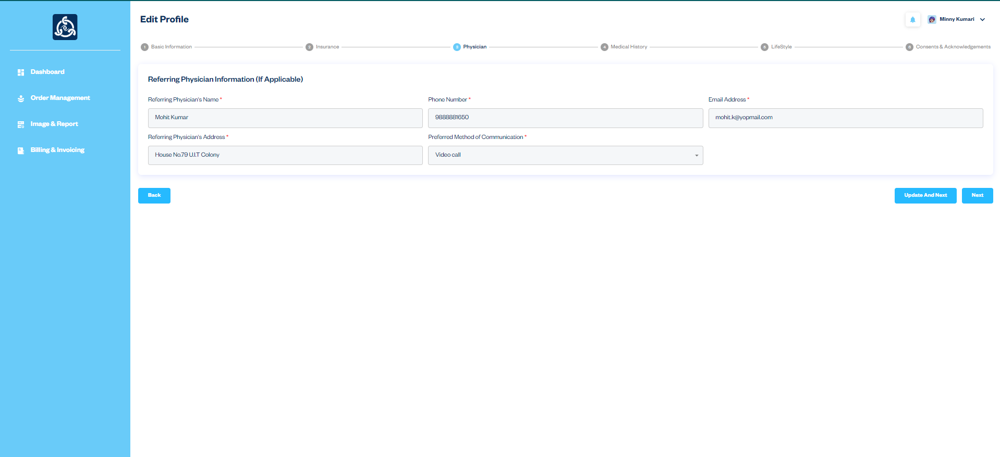 Edit Profile
Minny Kumari
1 Basic Information
2 Insurance
3 Physician
4 Medical History
5 LifeStyle
6 Consents & Acknowledgements
Dashboard
Order Management
Image & Report
Billing & Invoicing
Referring Physician Information (If Applicable)
Referring Physician's Name *
Phone Number *
Email Address *
Mohit Kumar
9888881650
mohit.k@yopmail.com
Referring Physician's Address *
Preferred Method of Communication *
House No.79 U.I.T Colony
Video call
Back
Update And Next
Next